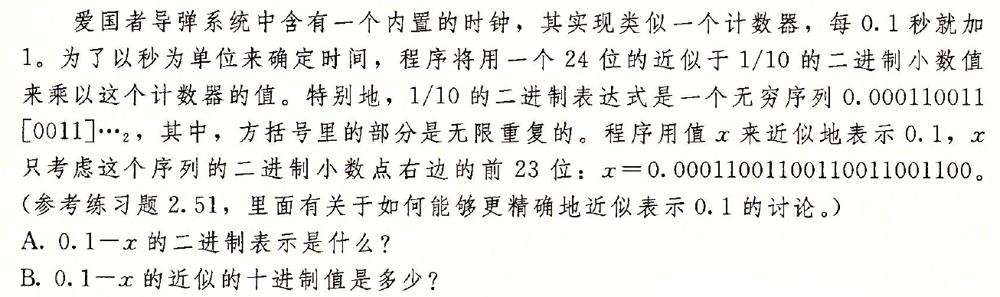 爱国者导弹系统中含有一个内置的时钟，其实现类似一个计数器，每 0.1 秒就加
1。为了以秒为单位来确定时间，程序将用一个 24 位的近似于 1/10 的二进制小数值
来乘以这个计数器的值。特别地，1/10 的二进制表达式是一个无穷序列 0.000110011
[0011]…₂，其中，方括号里的部分是无限重复的。程序用值 x 来近似地表示 0.1，x
只考虑这个序列的二进制小数点右边的前 23 位：x＝0.00011001100110011001100。
（参考练习题 2.51，里面有关于如何能够更精确地近似表示 0.1 的讨论。）
A. 0.1－x 的二进制表示是什么？
B. 0.1－x 的近似的十进制值是多少？